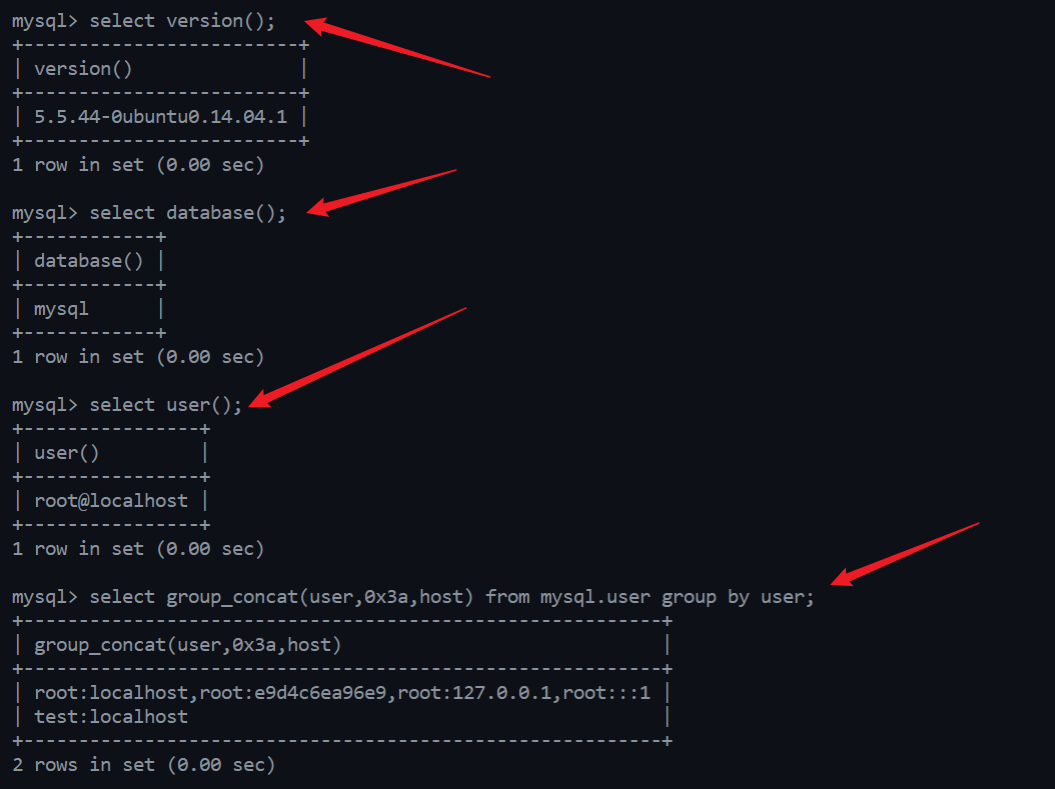 mysql> select version();
+-------------------------+
| version()               |
+-------------------------+
| 5.5.44-0ubuntu0.14.04.1 |
+-------------------------+
1 row in set (0.00 sec)
mysql> select database();
+------------+
| database() |
+------------+
| mysql      |
+------------+
1 row in set (0.00 sec)
mysql> select user();
+----------------+
| user()         |
+----------------+
| root@localhost |
+----------------+
1 row in set (0.00 sec)
mysql> select group_concat(user,0x3a,host) from mysql.user group by user;
+----------------------------------------------------------+
| group_concat(user,0x3a,host)                             |
+----------------------------------------------------------+
| root:localhost,root:e9d4c6ea96e9,root:127.0.0.1,root:::1 |
| test:localhost                                           |
+----------------------------------------------------------+
2 rows in set (0.00 sec)